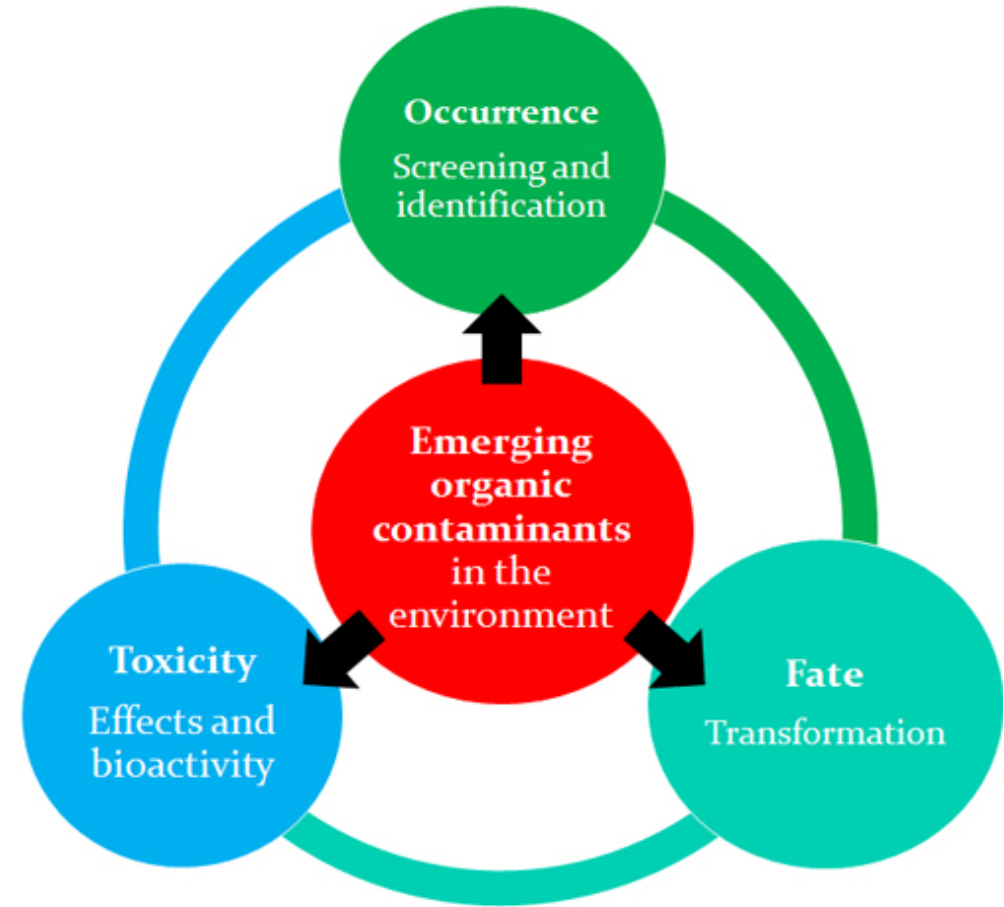 Occurrence
Screening and
identification
Emerging
organic
contaminants
in the
environment
Toxicity
Effects and
bioactivity
Fate
Transformation